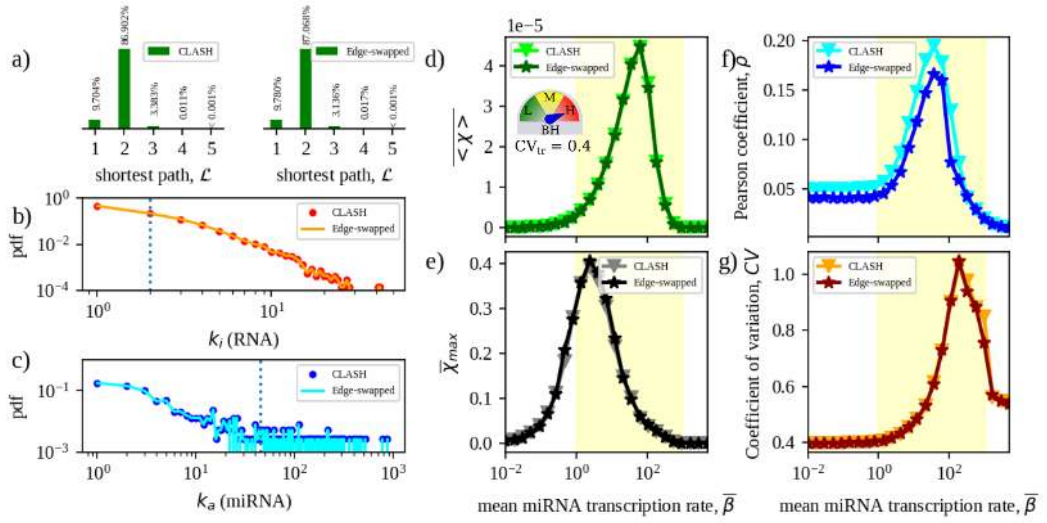 a)
9.704%
86.902%
3.383%
0.011%
< 0.001%
CLASH
1 2 3 4 5
shortest path, ℒ
9.780%
87.068%
3.136%
0.017%
< 0.001%
Edge-swapped
1 2 3 4 5
shortest path, ℒ
b)
pdf
10⁰
10⁻²
10⁻⁴
CLASH
Edge-swapped
10⁰ 10¹
kᵢ (RNA)
c)
pdf
10⁻¹
10⁻³
CLASH
Edge-swapped
10⁰ 10¹ 10² 10³
kₐ (miRNA)
d)
1e−5
<χ>
4
3
2
1
0
CLASH
Edge-swapped
L M H
BH
CVtr = 0.4
e)
χ̅max
0.4
0.3
0.2
0.1
0.0
CLASH
Edge-swapped
10⁻² 10⁰ 10²
mean miRNA transcription rate, β̅
f)
Pearson coefficient, ρ̅
0.20
0.15
0.10
0.05
CLASH
Edge-swapped
g)
Coefficient of variation, CV
1.0
0.8
0.6
0.4
CLASH
Edge-swapped
10⁻² 10⁰ 10²
mean miRNA transcription rate, β̅